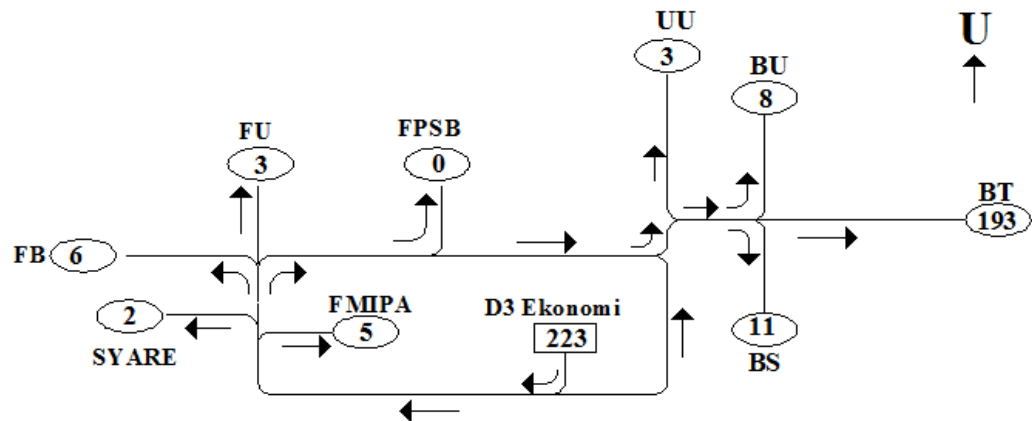 UU
3
U
BU
8
FU
3
FPSB
0
BT
193
FB
6
2
SYARE
FMIPA
5
D3 Ekonomi
223
11
BS